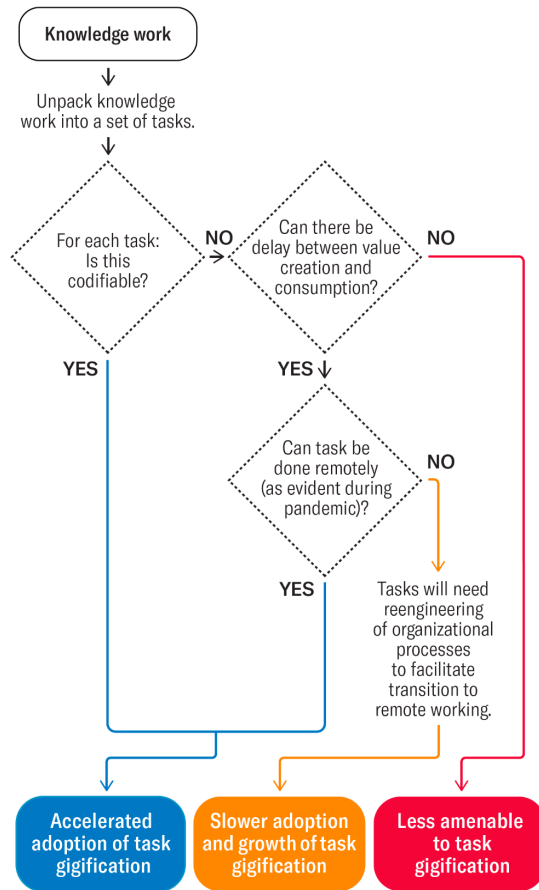 Knowledge work
Unpack knowledge
work into a set of tasks.
For each task:
Is this
codifiable?
NO
YES
Can there be
delay between value
creation and
consumption?
NO
YES
Can task be
done remotely
(as evident during
pandemic)?
NO
YES
Tasks will need
reengineering
of organizational
processes
to facilitate
transition to
remote working.
Accelerated
adoption of task
gigification
Slower adoption
and growth of task
gigification
Less amenable
to task
gigification